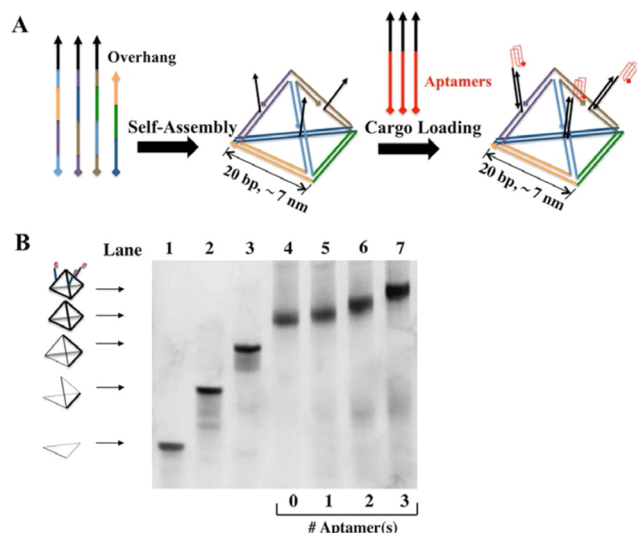 A
Overhang
Self-Assembly
20 bp, ~ 7 nm
Aptamers
Cargo Loading
20 bp, ~ 7 nm
B
Lane 1 2 3 4 5 6 7
0 1 2 3
# Aptamer(s)